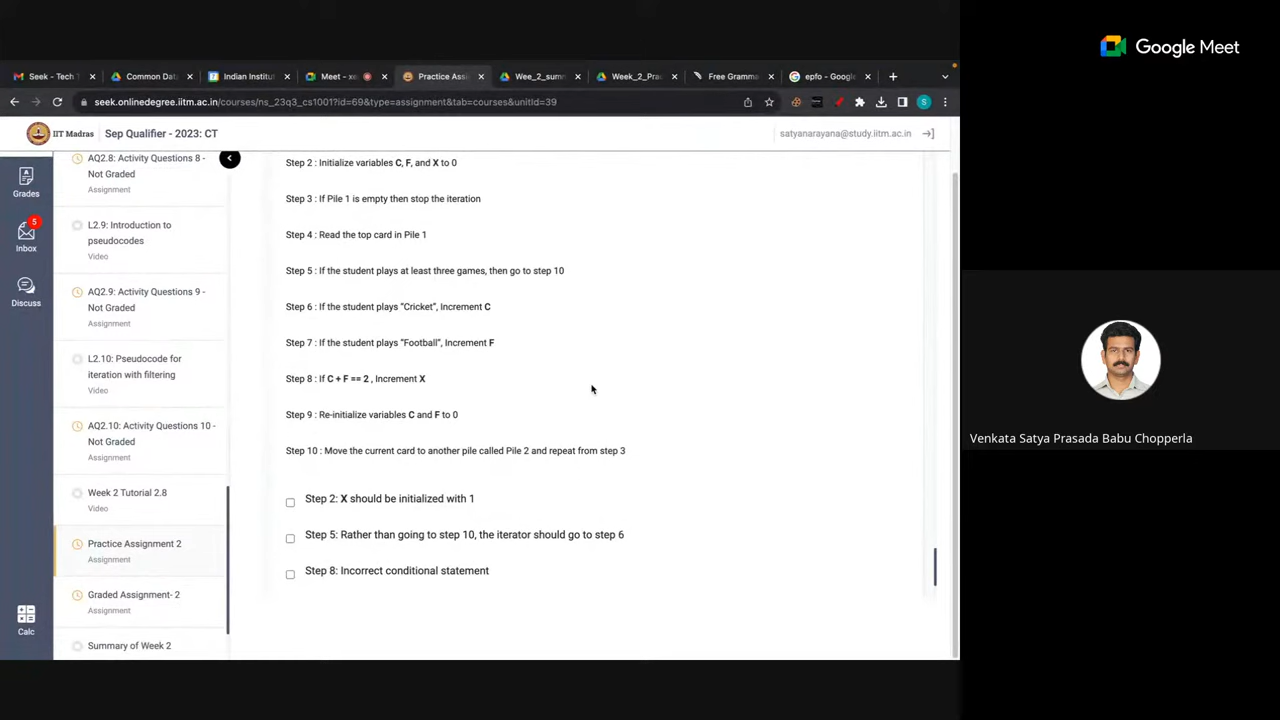 Google Meet
Seek - Tech T
Common Data
Indian Institut
Meet - xe
Practice Assi
Wee_2_sum
Week_2_Prac
Free Gramma
epfo - Google
seek.onlinedegree.iitm.ac.in/courses/ns_23q3_cs1001?id=69&type=assignment&tab=courses&unitId=39
S
IIT Madras
Sep Qualifier - 2023: CT
satyanarayana@study.iitm.ac.in
Grades
5
Inbox
Discuss
Calc
AQ2.8: Activity Questions 8 -
Not Graded
Assignment
L2.9: Introduction to
pseudocodes
Video
AQ2.9: Activity Questions 9 -
Not Graded
Assignment
L2.10: Pseudocode for
iteration with filtering
Video
AQ2.10: Activity Questions 10 -
Not Graded
Assignment
Week 2 Tutorial 2.8
Video
Practice Assignment 2
Assignment
Graded Assignment- 2
Assignment
Summary of Week 2
Step 2 : Initialize variables C, F, and X to 0
Step 3 : If Pile 1 is empty then stop the iteration
Step 4 : Read the top card in Pile 1
Step 5 : If the student plays at least three games, then go to step 10
Step 6 : If the student plays “Cricket”, Increment C
Step 7 : If the student plays “Football”, Increment F
Step 8 : If C + F == 2 , Increment X
Step 9 : Re-initialize variables C and F to 0
Step 10 : Move the current card to another pile called Pile 2 and repeat from step 3
Step 2: X should be initialized with 1
Step 5: Rather than going to step 10, the iterator should go to step 6
Step 8: Incorrect conditional statement
Venkata Satya Prasada Babu Chopperla